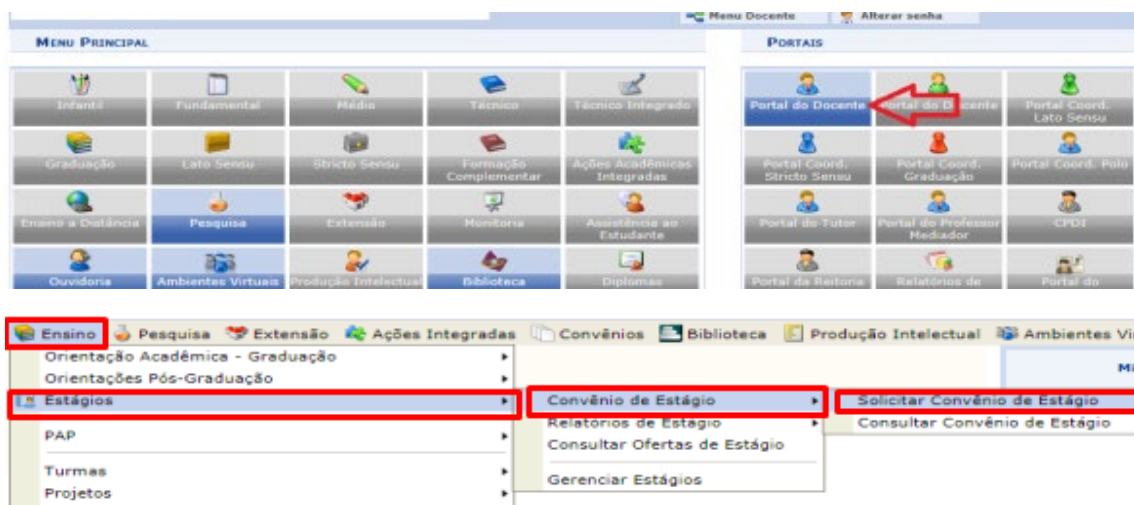 Menu Docente Alterar senha
MENU PRINCIPAL
PORTAIS
Infantil Fundamental Médio Técnico Técnico Integrado
Portal do Docente Portal do Discente Portal Coord. Lato Sensu
Graduação Lato Sensu Stricto Sensu Formação Complementar Ações Acadêmicas Integradas
Portal Coord. Stricto Sensu Portal Coord. Graduação Portal Coord. Polo
Ensino a Distância Pesquisa Extensão Monitoria Assistência ao Estudante
Portal do Tutor Portal do Professor Mediador CPDI
Ouvidoria Ambientes Virtuais Produção Intelectual Biblioteca Diplomas
Portal da Reitoria Relatórios de Portal do
Ensino Pesquisa Extensão Ações Integradas Convênios Biblioteca Produção Intelectual Ambientes Vi
Orientação Acadêmica - Graduação
Orientações Pós-Graduação
Estágios Convênio de Estágio Solicitar Convênio de Estágio
Relatórios de Estágio Consultar Convênio de Estágio
PAP Consultar Ofertas de Estágio
Turmas Gerenciar Estágios
Projetos